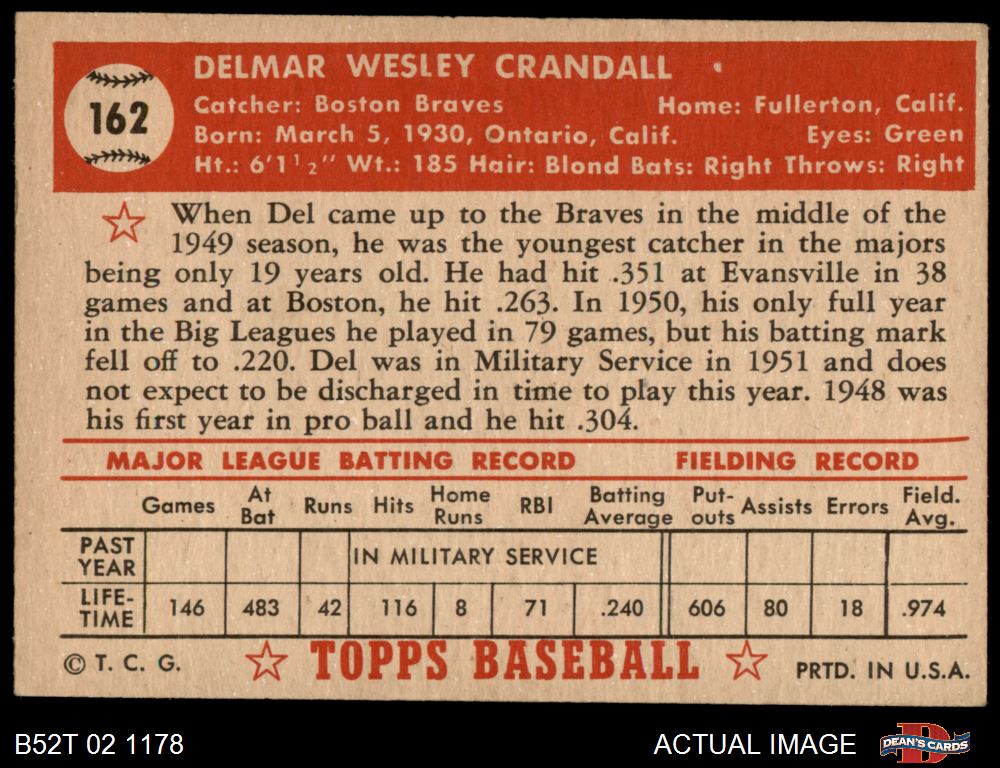 162
DELMAR WESLEY CRANDALL
Catcher: Boston Braves Home: Fullerton, Calif.
Born: March 5, 1930, Ontario, Calif. Eyes: Green
Ht.: 6'1 1/2" Wt.: 185 Hair: Blond Bats: Right Throws: Right
When Del came up to the Braves in the middle of the
1949 season, he was the youngest catcher in the majors
being only 19 years old. He had hit .351 at Evansville in 38
games and at Boston, he hit .263. In 1950, his only full year
in the Big Leagues he played in 79 games, but his batting mark
fell off to .220. Del was in Military Service in 1951 and does
not expect to be discharged in time to play this year. 1948 was
his first year in pro ball and he hit .304.
MAJOR LEAGUE BATTING RECORD FIELDING RECORD
Games At Bat Runs Hits Home Runs RBI Batting Average Put-outs Assists Errors Field. Avg.
PAST YEAR IN MILITARY SERVICE
LIFE-TIME 146 483 42 116 8 71 .240 606 80 18 .974
© T. C. G. TOPPS BASEBALL PRTD. IN U.S.A.
B52T 02 1178 ACTUAL IMAGE DEAN'S CARDS